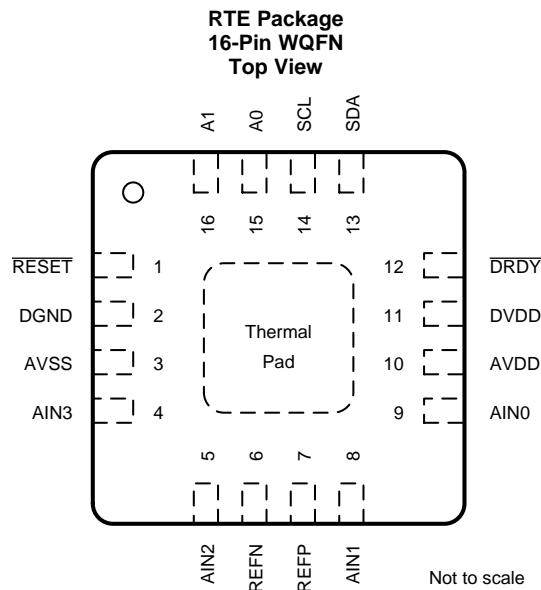 RTE Package
16-Pin WQFN
Top View
A1 A0 SCL SDA
16 15 14 13
RESET 1 12 DRDY
DGND 2 11 DVDD
AVSS 3 10 AVDD
AIN3 4 9 AIN0
Thermal
Pad
5 6 7 8
AIN2 REFN REFP AIN1
Not to scale